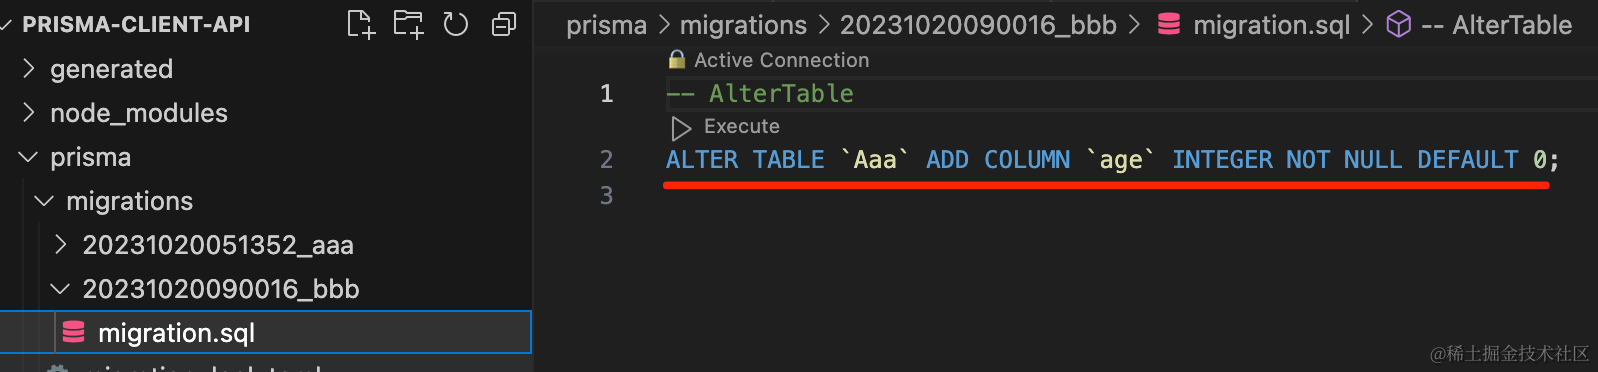 PRISMA-CLIENT-API
generated
node_modules
prisma
migrations
20231020051352_aaa
20231020090016_bbb
migration.sql
prisma > migrations > 20231020090016_bbb > migration.sql > -- AlterTable
Active Connection
1 -- AlterTable
Execute
2 ALTER TABLE `Aaa` ADD COLUMN `age` INTEGER NOT NULL DEFAULT 0;
3
@稀土掘金技术社区